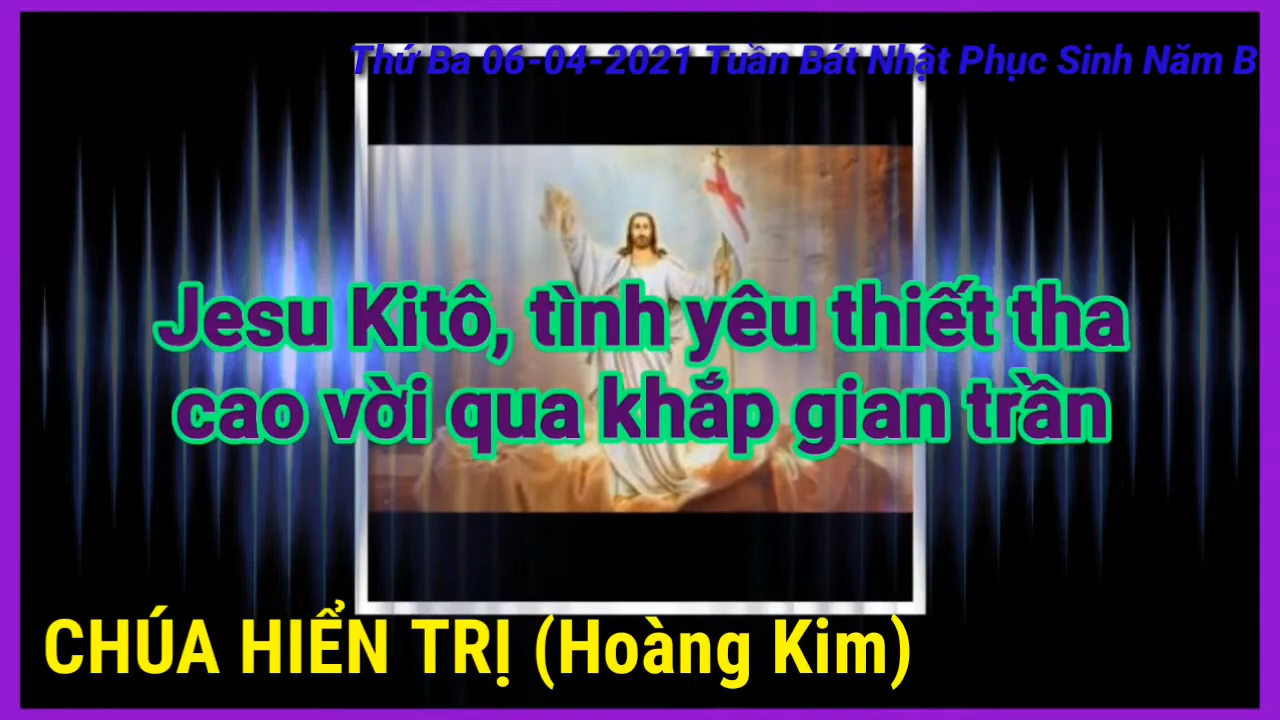 Thứ Ba 06-04-2021 Tuần Bát Nhật Phục Sinh Năm B
Jesu Kitô, tình yêu thiết tha
cao vời qua khắp gian trần
CHÚA HIỂN TRỊ (Hoàng Kim)